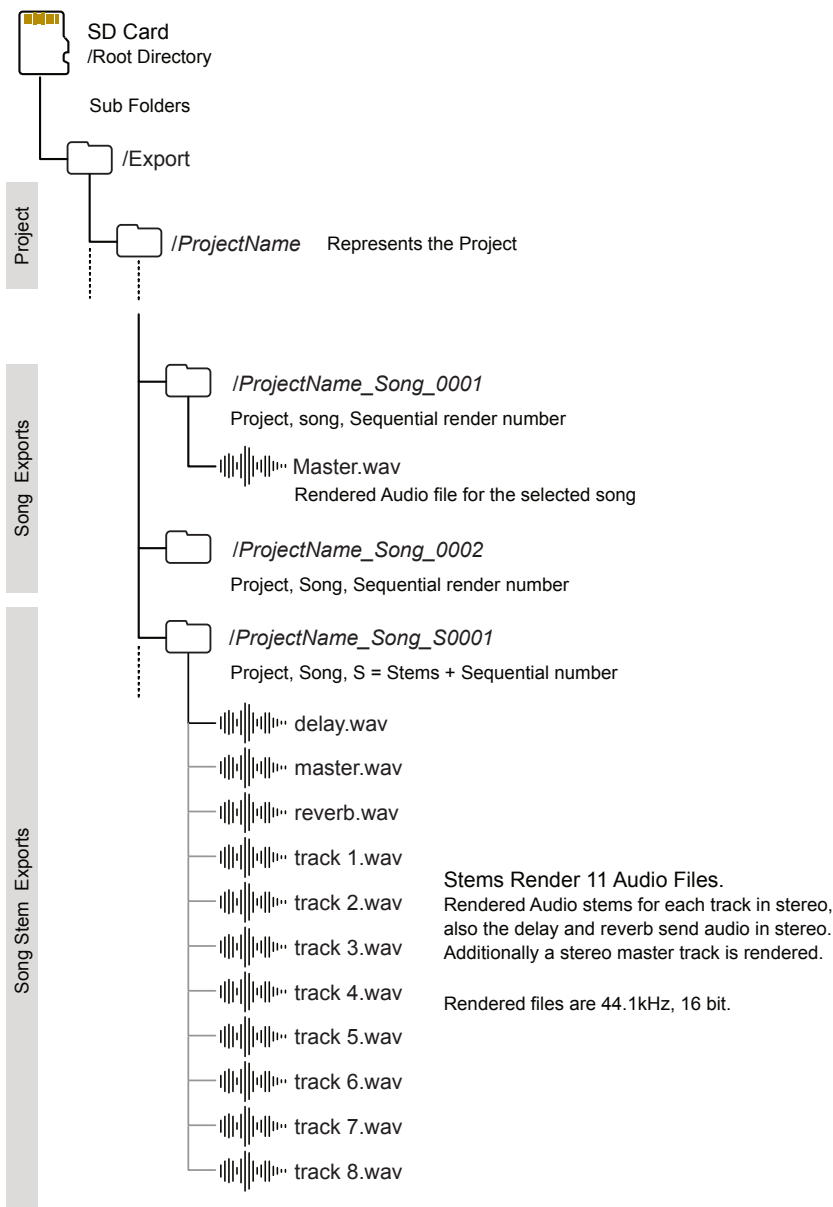 SD Card
/Root Directory
Sub Folders
/Export
Project
/ProjectName Represents the Project
Song Exports
/ProjectName_Song_0001
Project, song, Sequential render number
Master.wav
Rendered Audio file for the selected song
/ProjectName_Song_0002
Project, Song, Sequential render number
Song Stem Exports
/ProjectName_Song_S0001
Project, Song, S = Stems + Sequential number
delay.wav
master.wav
reverb.wav
track 1.wav
track 2.wav
track 3.wav
track 4.wav
track 5.wav
track 6.wav
track 7.wav
track 8.wav
Stems Render 11 Audio Files.
Rendered Audio stems for each track in stereo,
also the delay and reverb send audio in stereo.
Additionally a stereo master track is rendered.
Rendered files are 44.1kHz, 16 bit.